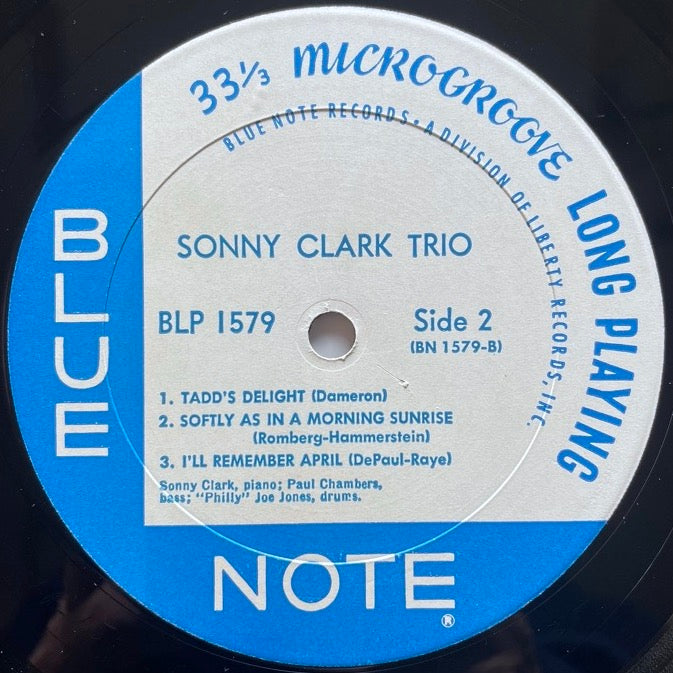 33⅓ MICROGROOVE LONG PLAYING
BLUE NOTE RECORDS • A DIVISION OF LIBERTY RECORDS, INC.
SONNY CLARK TRIO
BLP 1579
Side 2
(BN 1579-B)
1. TADD'S DELIGHT (Dameron)
2. SOFTLY AS IN A MORNING SUNRISE
(Romberg-Hammerstein)
3. I'LL REMEMBER APRIL (DePaul-Raye)
Sonny Clark, piano; Paul Chambers,
bass; "Philly" Joe Jones, drums.
BLUE
NOTE®